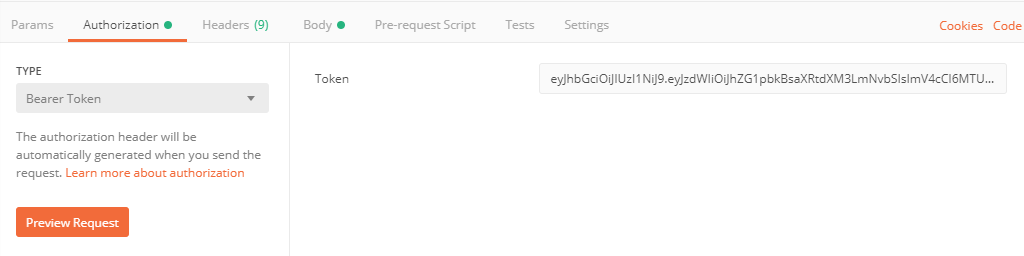 Params Authorization Headers (9) Body Pre-request Script Tests Settings Cookies Code
TYPE
Bearer Token
The authorization header will be
automatically generated when you send the
request. Learn more about authorization
Preview Request
Token eyJhbGciOiJIUzI1NiJ9.eyJzdWIiOiJhZG1pbkBsaXRtdXM3LmNvbSIsImV4cCI6MTU...